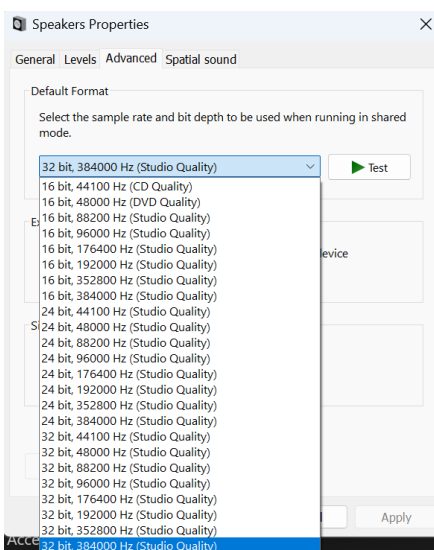 Speakers Properties
General Levels Advanced Spatial sound
Default Format
Select the sample rate and bit depth to be used when running in shared
mode.
32 bit, 384000 Hz (Studio Quality)
Test
16 bit, 44100 Hz (CD Quality)
16 bit, 48000 Hz (DVD Quality)
16 bit, 88200 Hz (Studio Quality)
16 bit, 96000 Hz (Studio Quality)
16 bit, 176400 Hz (Studio Quality)
16 bit, 192000 Hz (Studio Quality)
16 bit, 352800 Hz (Studio Quality)
16 bit, 384000 Hz (Studio Quality)
24 bit, 44100 Hz (Studio Quality)
24 bit, 48000 Hz (Studio Quality)
24 bit, 88200 Hz (Studio Quality)
24 bit, 96000 Hz (Studio Quality)
24 bit, 176400 Hz (Studio Quality)
24 bit, 192000 Hz (Studio Quality)
24 bit, 352800 Hz (Studio Quality)
24 bit, 384000 Hz (Studio Quality)
32 bit, 44100 Hz (Studio Quality)
32 bit, 48000 Hz (Studio Quality)
32 bit, 88200 Hz (Studio Quality)
32 bit, 96000 Hz (Studio Quality)
32 bit, 176400 Hz (Studio Quality)
32 bit, 192000 Hz (Studio Quality)
32 bit, 352800 Hz (Studio Quality)
32 bit, 384000 Hz (Studio Quality)
Apply